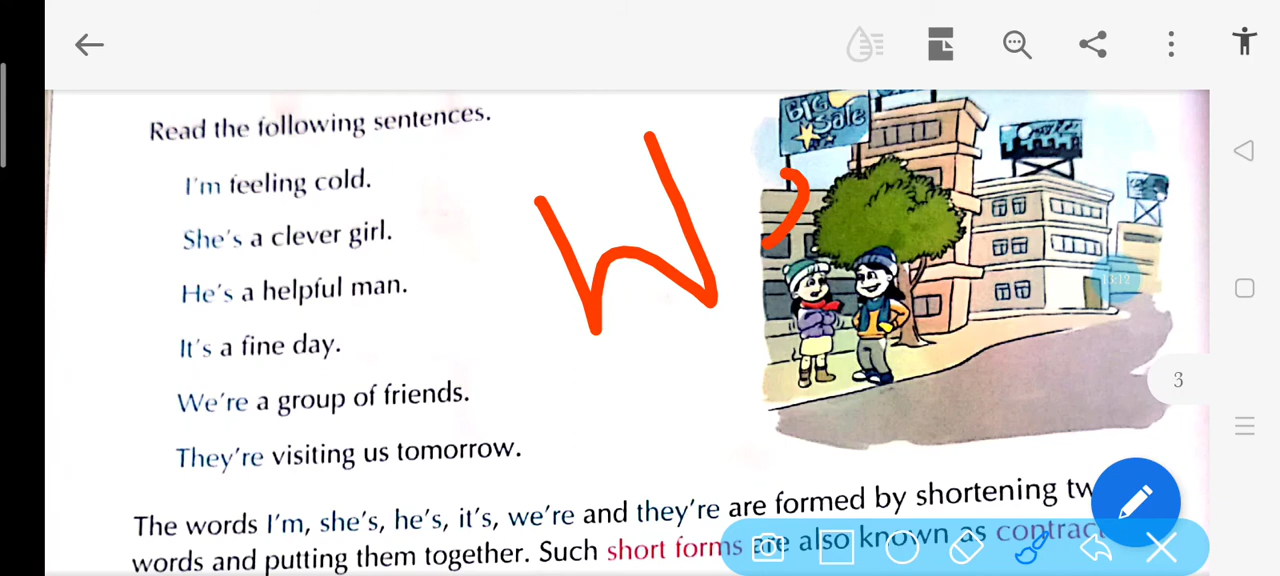 BIG
Sale
Read the following sentences.
I'm feeling cold.
She's a clever girl.
He's a helpful man.
It's a fine day.
We're a group of friends.
They're visiting us tomorrow.
3
The words I'm, she's, he's, it's, we're and they're are formed by shortening tw
words and putting them together. Such short forms are also known as contrac